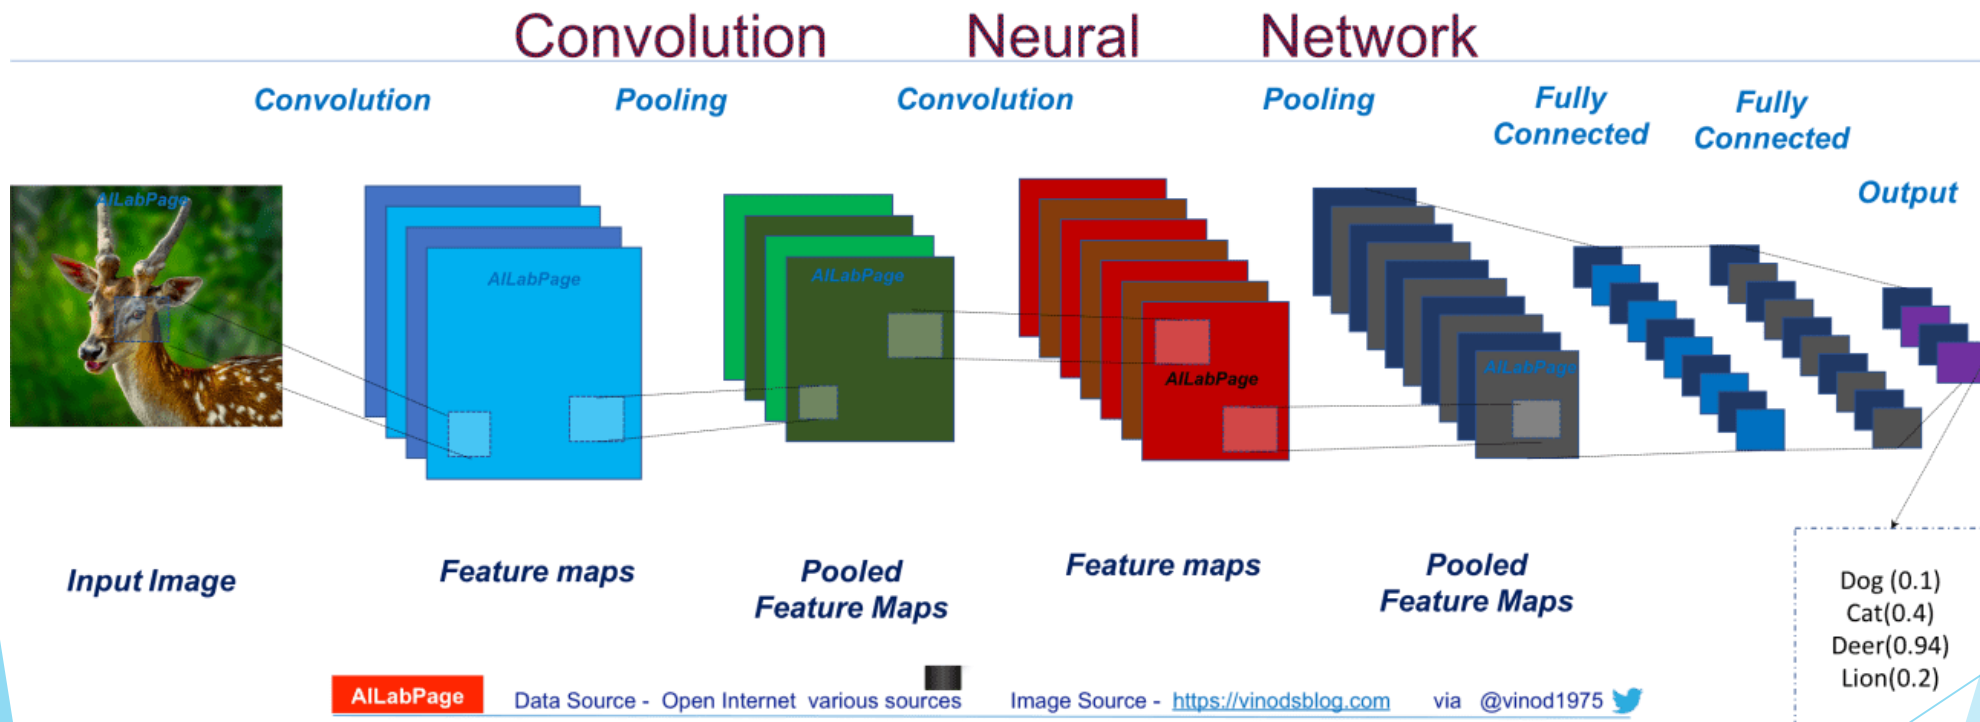 Convolution Neural Network
Convolution
Pooling
Convolution
Pooling
Fully
Connected
Fully
Connected
Output
AILabPage
AILabPage
AILabPage
AILabPage
AILabPage
Input Image
Feature maps
Pooled
Feature Maps
Feature maps
Pooled
Feature Maps
Dog (0.1)
Cat(0.4)
Deer(0.94)
Lion(0.2)
AILabPage
Data Source - Open Internet various sources
Image Source - https://vinodsblog.com via @vinod1975